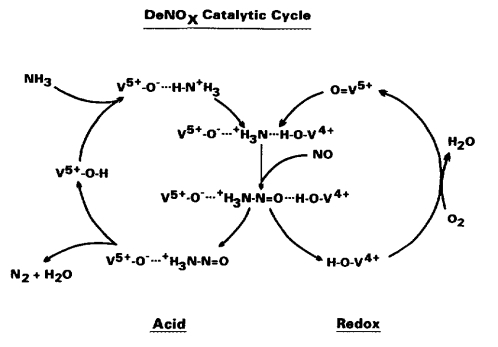 DeNOX Catalytic Cycle
NH3
V5+-O-···H-N+H3
O=V5+
V5+-O-···+H3N···H-O-V4+
H2O
NO
V5+-O-H
V5+-O-···+H3N-N=O···H-O-V4+
O2
V5+-O-···+H3N-N=O
H-O-V4+
N2 + H2O
Acid
Redox